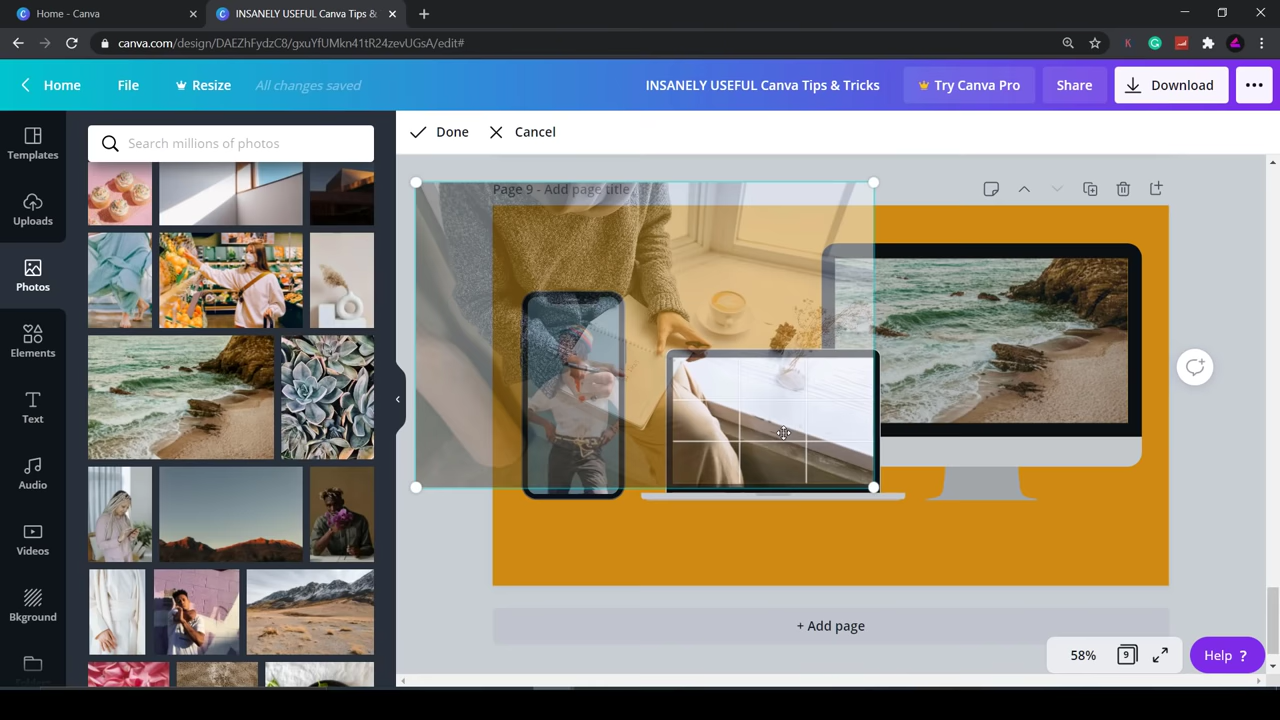 Home - Canva
INSANELY USEFUL Canva Tips &
canva.com/design/DAEZhFydzC8/gxuYfUMkn41tR24zevUGsA/edit#
Home
File
Resize
All changes saved
INSANELY USEFUL Canva Tips & Tricks
Try Canva Pro
Share
Download
Templates
Uploads
Photos
Elements
Text
Audio
Videos
Bkground
Search millions of photos
Done
Cancel
Page 9 - Add page title
+ Add page
58%
9
Help ?